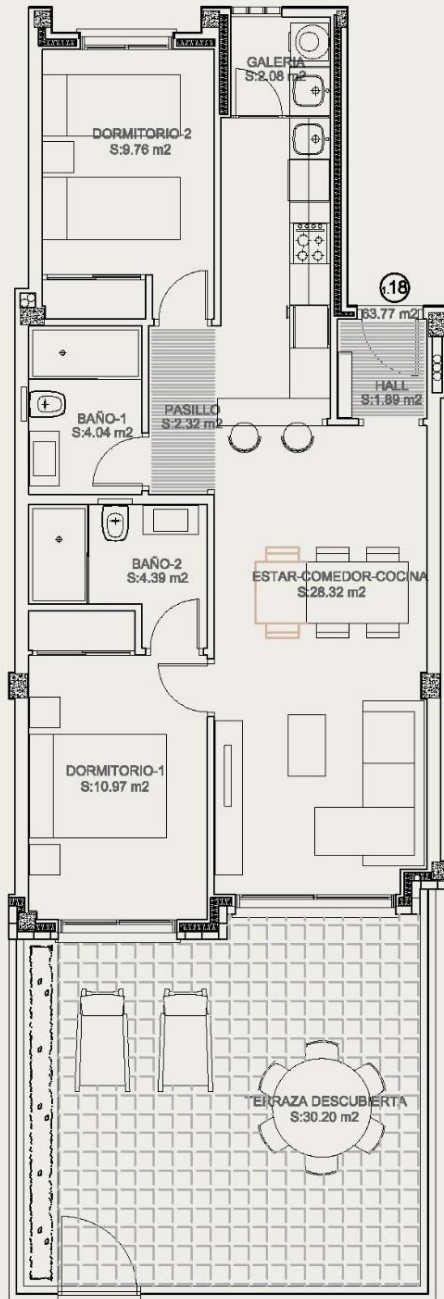 GALERIA
S:2.08 m2
DORMITORIO-2
S:9.76 m2
1.18
63.77 m2
HALL
S:1.89 m2
PASILLO
S:2.32 m2
BAÑO-1
S:4.04 m2
BAÑO-2
S:4.39 m2
ESTAR-COMEDOR-COCINA
S:28.32 m2
DORMITORIO-1
S:10.97 m2
TERRAZA DESCUBIERTA
S:30.20 m2